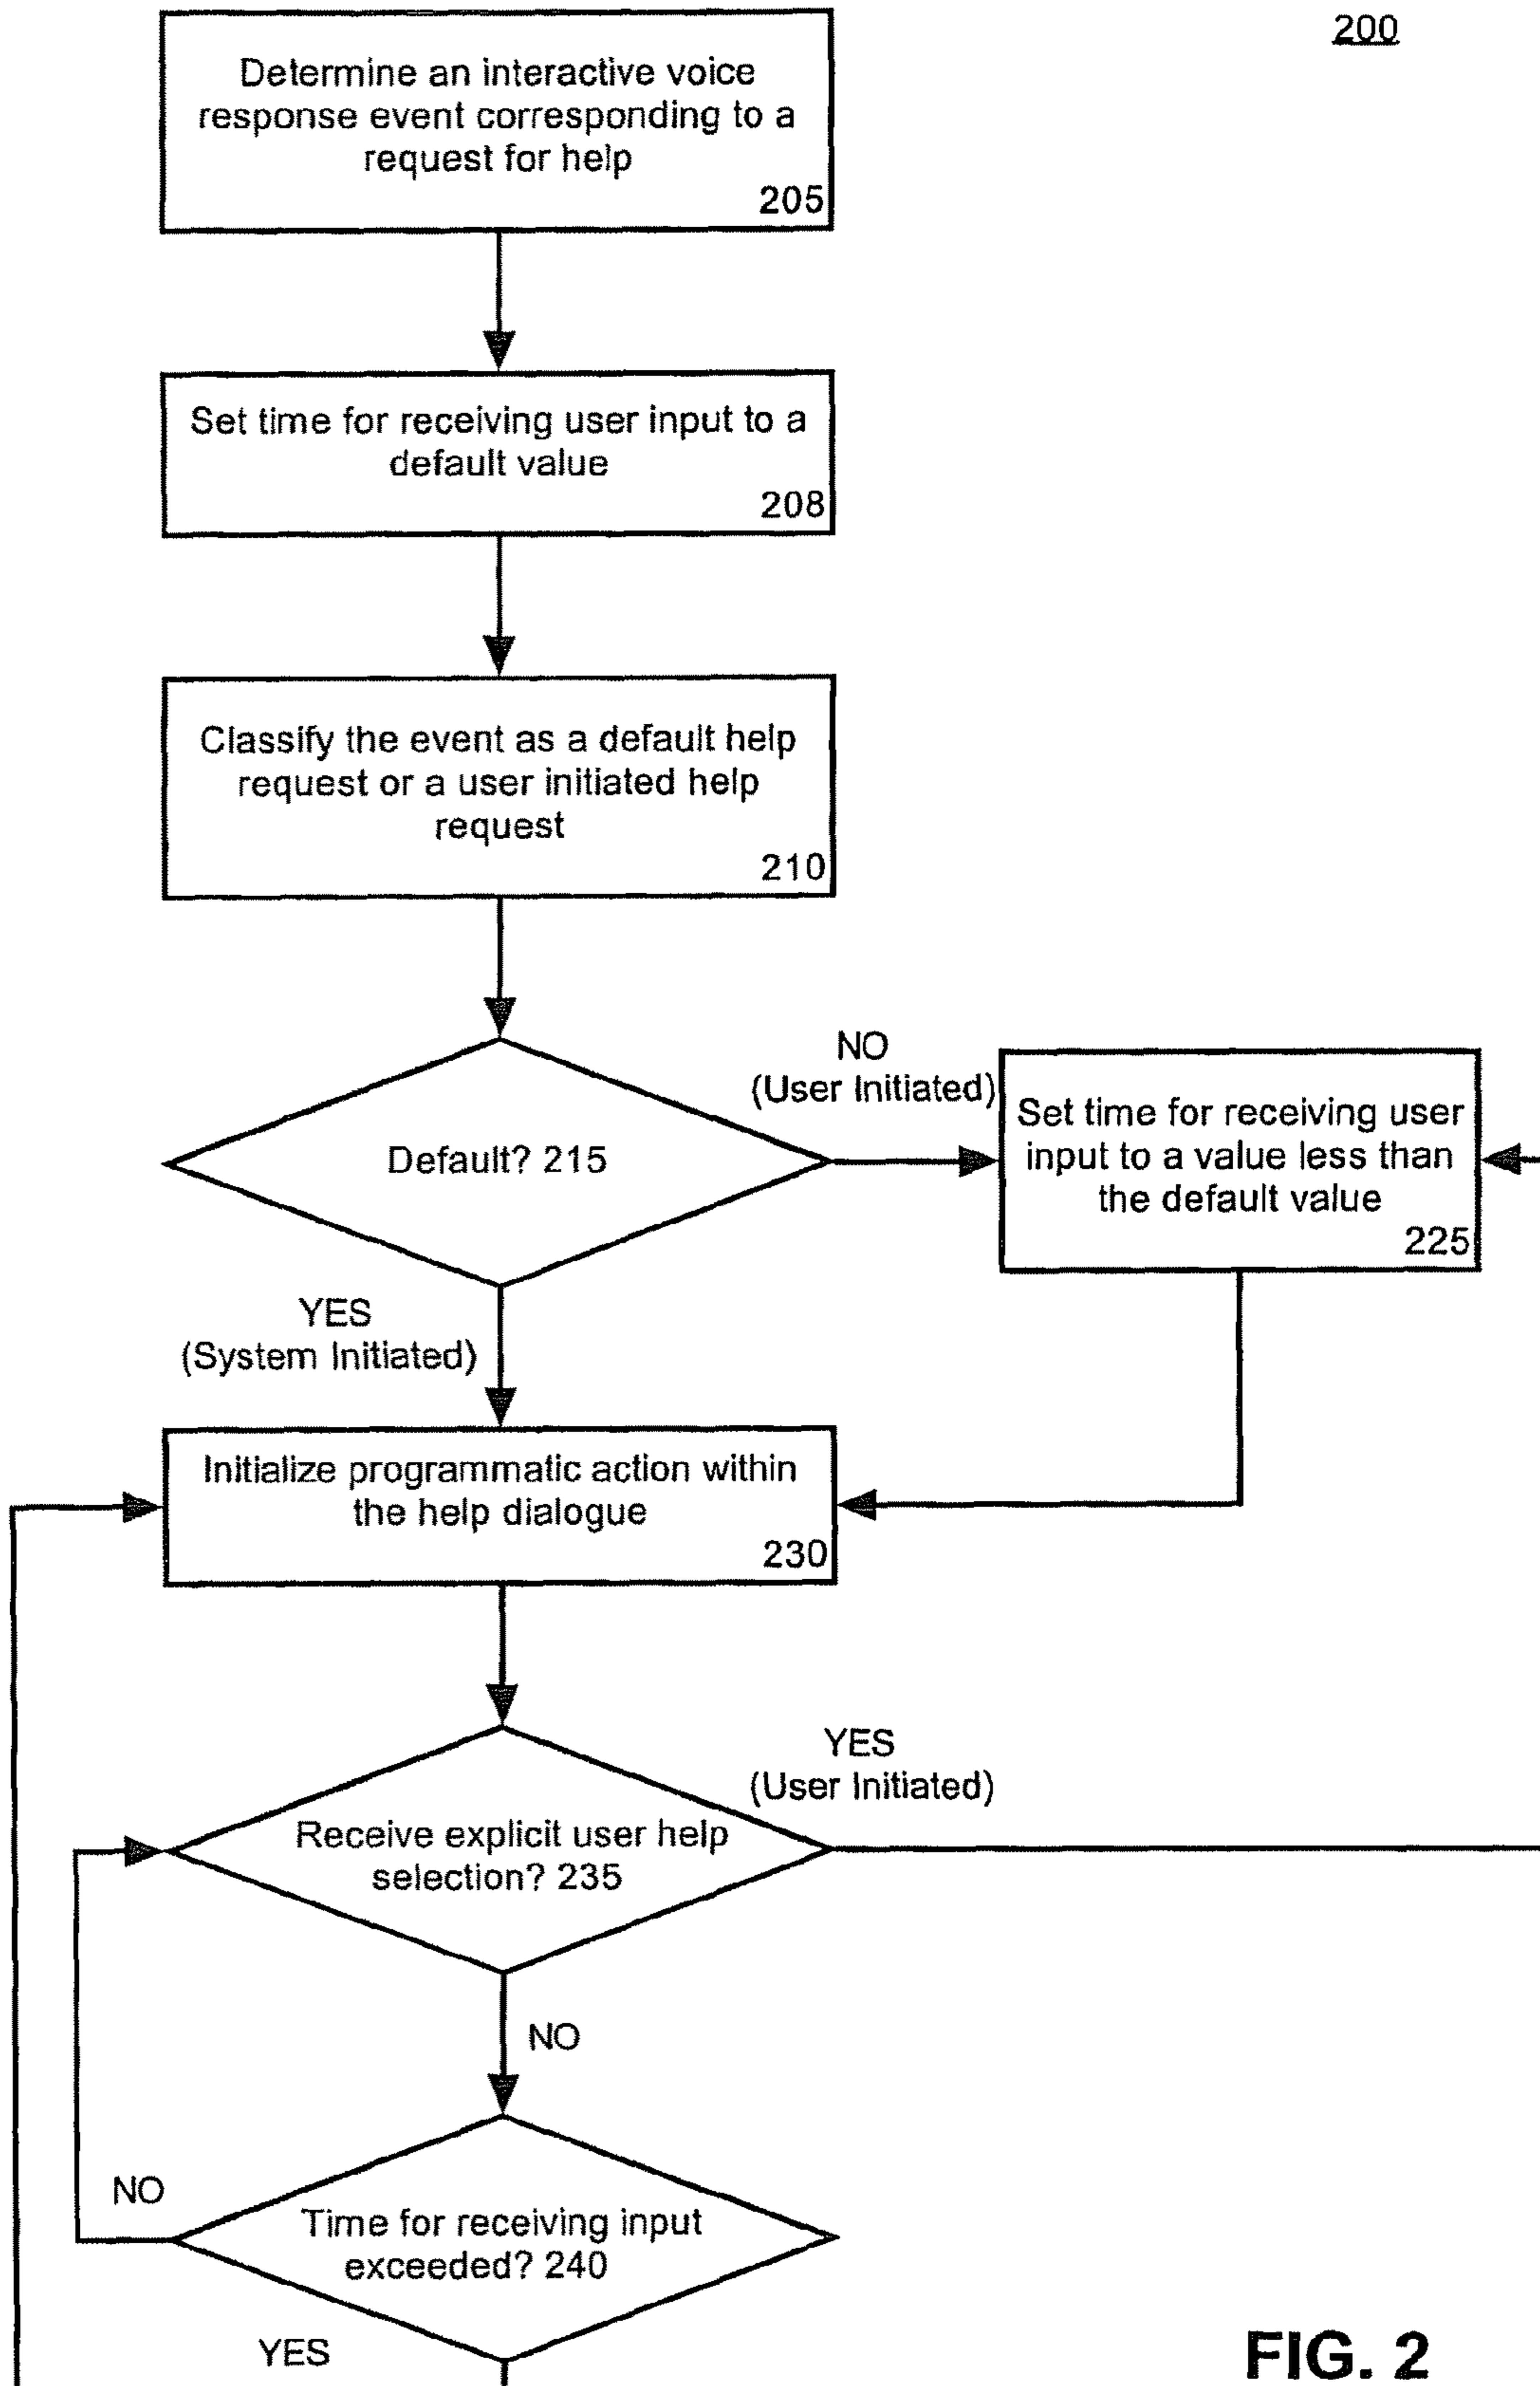 200
Determine an interactive voice
response event corresponding to a
request for help
205
Set time for receiving user input to a
default value
208
Classify the event as a default help
request or a user initiated help
request
210
Default? 215
NO
(User Initiated)
Set time for receiving user
input to a value less than
the default value
225
YES
(System Initiated)
Initialize programmatic action within
the help dialogue
230
Receive explicit user help
selection? 235
YES
(User Initiated)
NO
Time for receiving input
exceeded? 240
NO
YES
FIG. 2